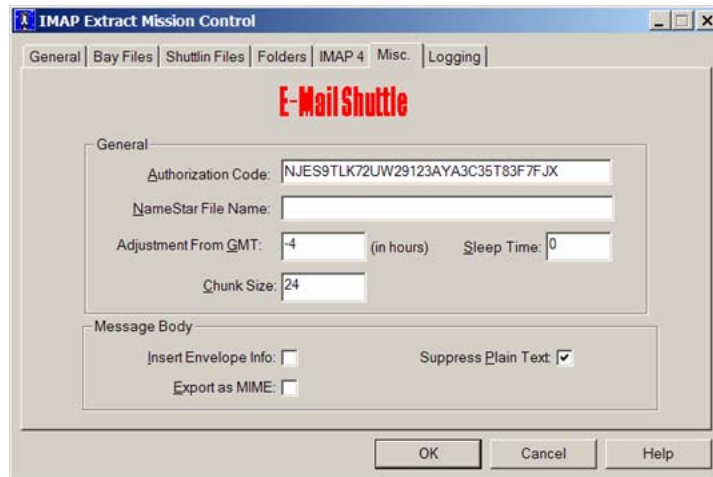 IMAP Extract Mission Control
General Bay Files Shuttlin Files Folders IMAP 4 Misc. Logging
E-Mail Shuttle
General
Authorization Code: NJES9TLK72UW29123AYA3C35T83F7FJX
NameStar File Name:
Adjustment From GMT: -4 (in hours) Sleep Time: 0
Chunk Size: 24
Message Body
Insert Envelope Info: Suppress Plain Text:
Export as MIME:
OK Cancel Help